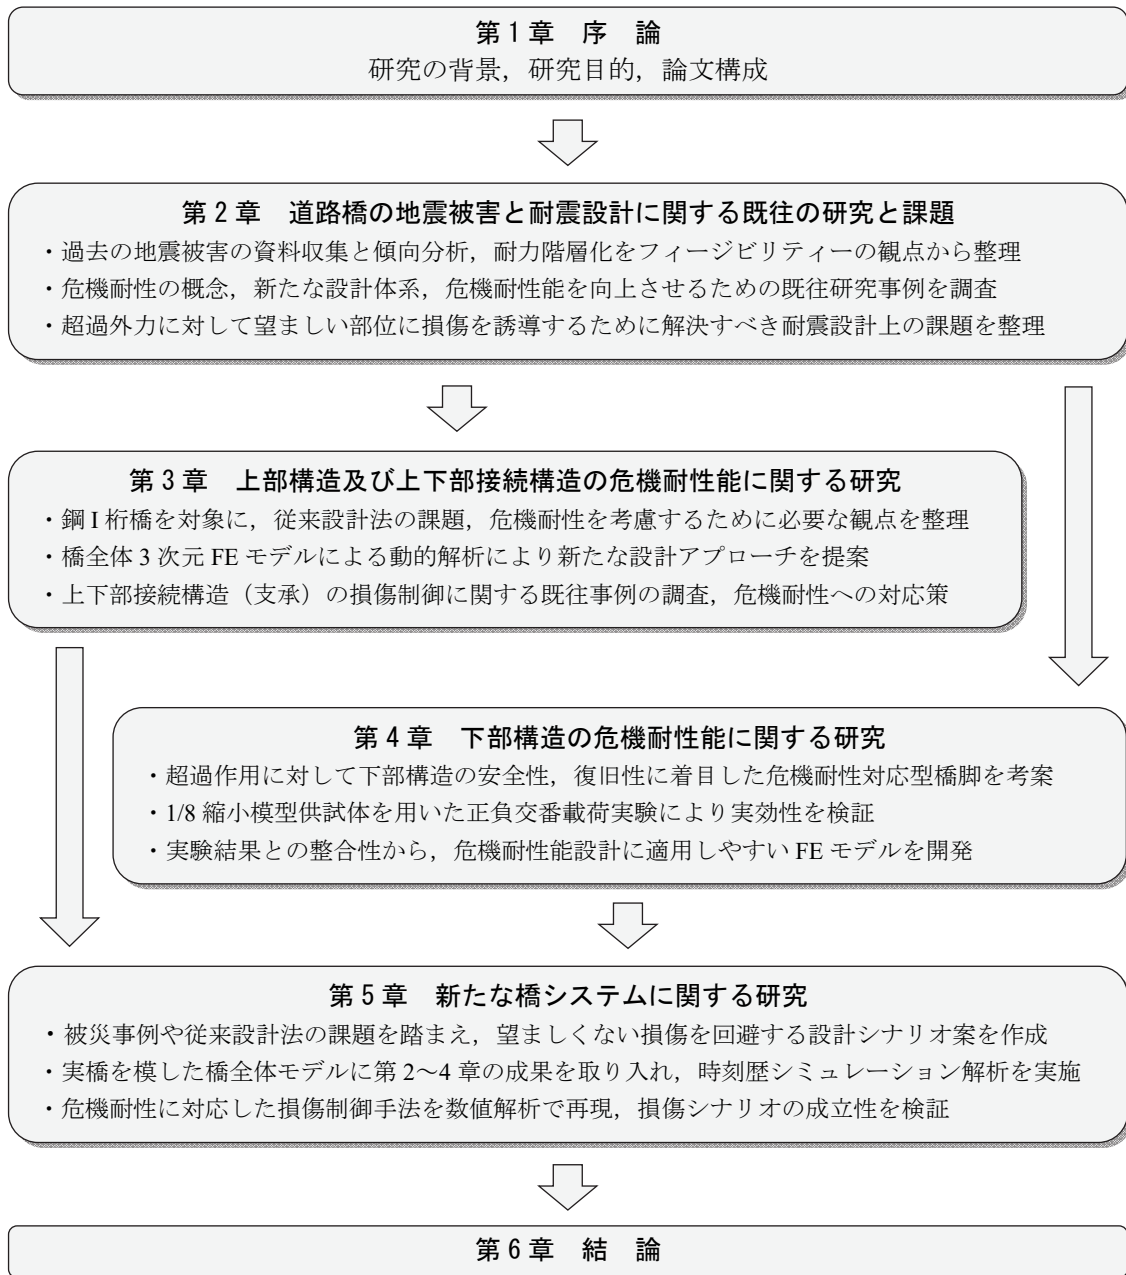 第1章 序 論
研究の背景，研究目的，論文構成
第2章 道路橋の地震被害と耐震設計に関する既往の研究と課題
・過去の地震被害の資料収集と傾向分析，耐力階層化をフィージビリティーの観点から整理
・危機耐性の概念，新たな設計体系，危機耐性能を向上させるための既往研究事例を調査
・超過外力に対して望ましい部位に損傷を誘導するために解決すべき耐震設計上の課題を整理
第3章 上部構造及び上下部接続構造の危機耐性能に関する研究
・鋼I桁橋を対象に，従来設計法の課題，危機耐性を考慮するために必要な観点を整理
・橋全体3次元FEモデルによる動的解析により新たな設計アプローチを提案
・上下部接続構造（支承）の損傷制御に関する既往事例の調査，危機耐性への対応策
第4章 下部構造の危機耐性能に関する研究
・超過作用に対して下部構造の安全性，復旧性に着目した危機耐性対応型橋脚を考案
・1/8縮小模型供試体を用いた正負交番載荷実験により実効性を検証
・実験結果との整合性から，危機耐性能設計に適用しやすいFEモデルを開発
第5章 新たな橋システムに関する研究
・被災事例や従来設計法の課題を踏まえ，望ましくない損傷を回避する設計シナリオ案を作成
・実橋を模した橋全体モデルに第2～4章の成果を取り入れ，時刻歴シミュレーション解析を実施
・危機耐性に対応した損傷制御手法を数値解析で再現，損傷シナリオの成立性を検証
第6章 結 論